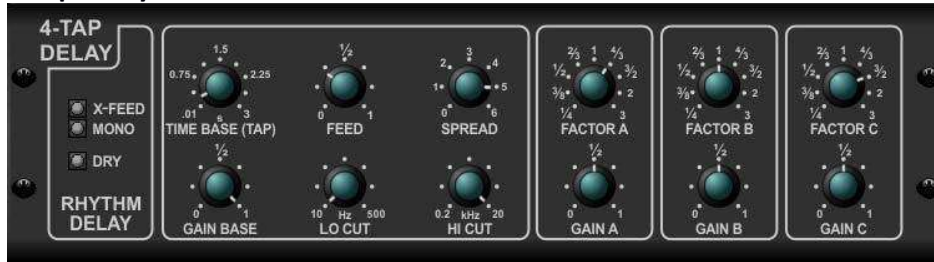 4-TAP
DELAY
X-FEED
MONO
DRY
RHYTHM
DELAY
.01 0.75 1.5 2.25 3
s
TIME BASE (TAP)
0 ½ 1
FEED
0 1 2 3 4 5 6
SPREAD
¼ ⅜ ½ ⅔ 1 4/3 3/2 2 3
FACTOR A
¼ ⅜ ½ ⅔ 1 4/3 3/2 2 3
FACTOR B
¼ ⅜ ½ ⅔ 1 4/3 3/2 2 3
FACTOR C
0 ½ 1
GAIN BASE
10 Hz 500
LO CUT
0.2 kHz 20
HI CUT
0 ½ 1
GAIN A
0 ½ 1
GAIN B
0 ½ 1
GAIN C